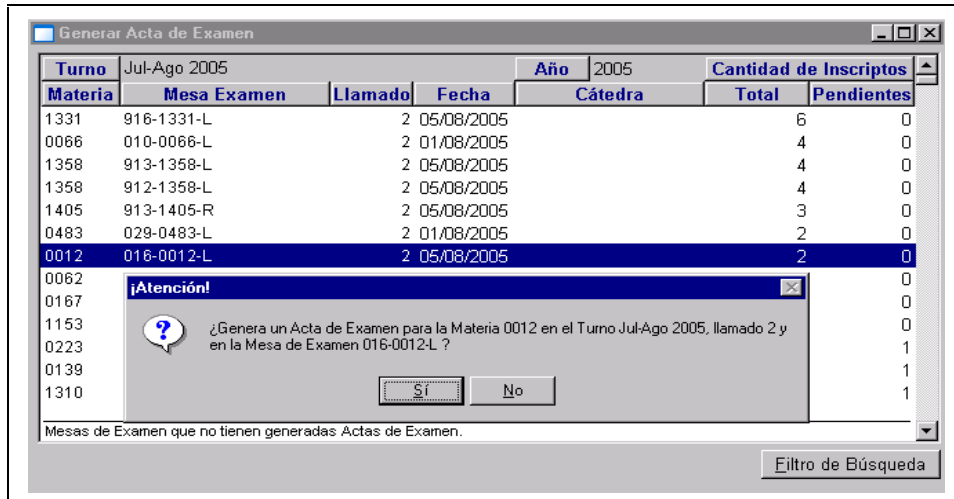 Generar Acta de Examen
Turno Jul-Ago 2005 Año 2005 Cantidad de Inscriptos
Materia Mesa Examen Llamado Fecha Cátedra Total Pendientes
1331 916-1331-L 2 05/08/2005 6 0
0066 010-0066-L 2 01/08/2005 4 0
1358 913-1358-L 2 05/08/2005 4 0
1358 912-1358-L 2 05/08/2005 4 0
1405 913-1405-R 2 05/08/2005 3 0
0483 029-0483-L 2 01/08/2005 2 0
0012 016-0012-L 2 05/08/2005 2 0
0062 0
0167 0
1153 0
0223 1
0139 1
1310 1
¡Atención!
¿Genera un Acta de Examen para la Materia 0012 en el Turno Jul-Ago 2005, llamado 2 y
en la Mesa de Examen 016-0012-L ?
Sí No
Mesas de Examen que no tienen generadas Actas de Examen.
Filtro de Búsqueda